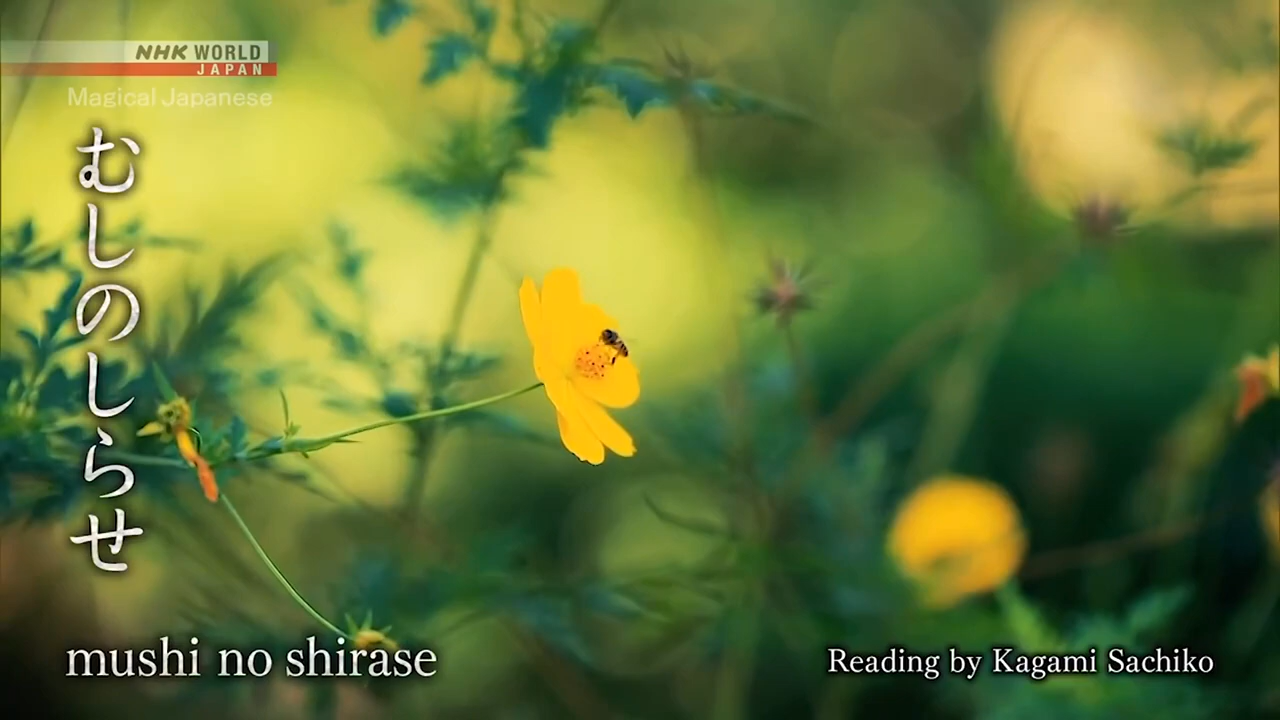 NHK WORLD
JAPAN
Magical Japanese
むしのしらせ
mushi no shirase
Reading by Kagami Sachiko